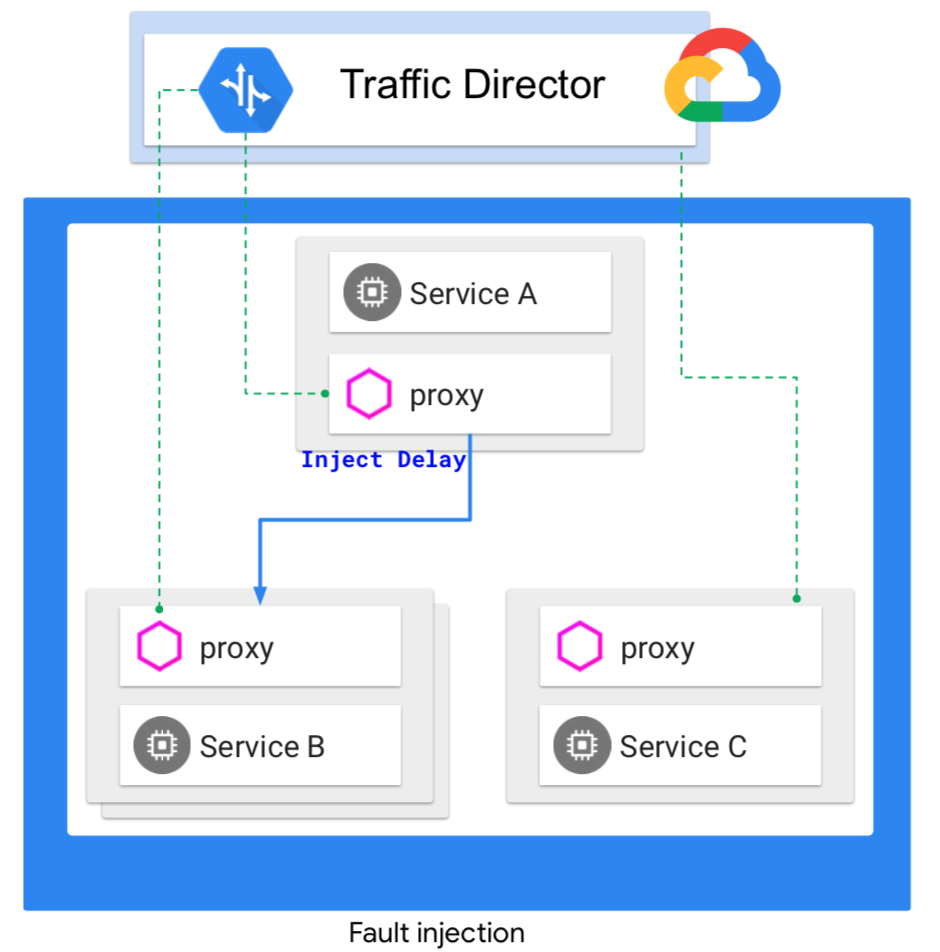 Traffic Director
Service A
proxy
Inject Delay
proxy
Service B
proxy
Service C
Fault injection